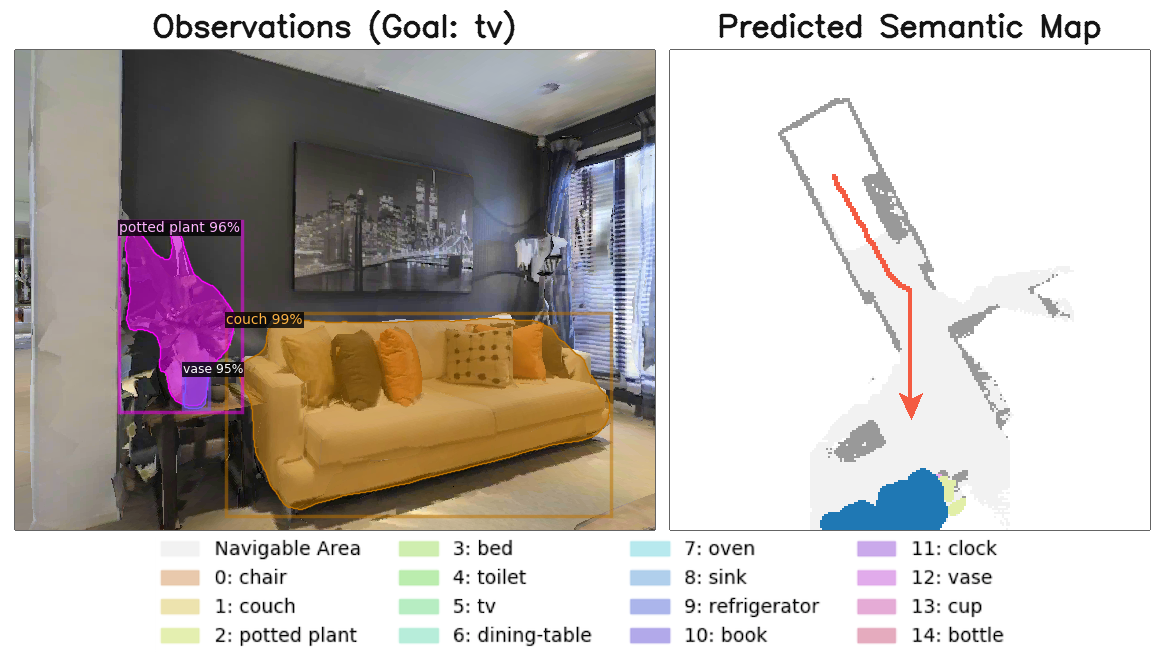 Observations (Goal: tv)
Predicted Semantic Map
potted plant 96%
couch 99%
vase 95%
Navigable Area
0: chair
1: couch
2: potted plant
3: bed
4: toilet
5: tv
6: dining-table
7: oven
8: sink
9: refrigerator
10: book
11: clock
12: vase
13: cup
14: bottle